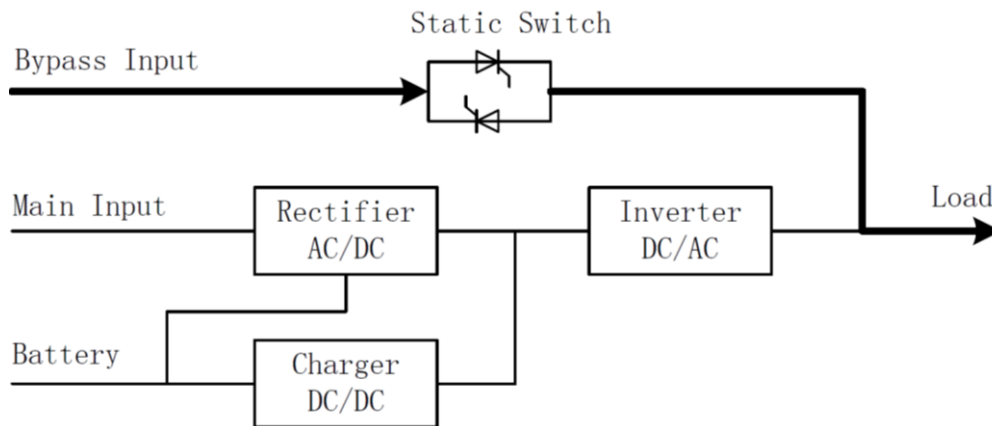 Static Switch
Bypass Input
Main Input
Rectifier
AC/DC
Inverter
DC/AC
Load
Battery
Charger
DC/DC